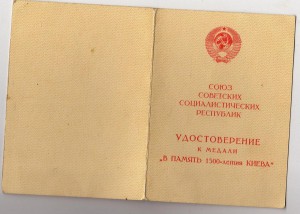 СОЮЗ
СОВЕТСКИХ
СОЦИАЛИСТИЧЕСКИХ
РЕСПУБЛИК
УДОСТОВЕРЕНИЕ
К МЕДАЛИ
„В ПАМЯТЬ 1500-летия КИЕВА“